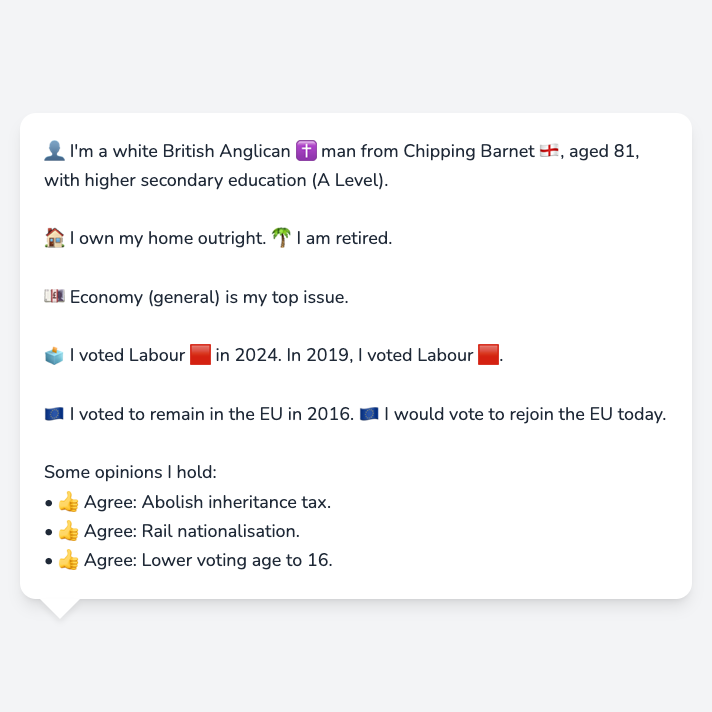 👤 I'm a white British Anglican ✝️ man from Chipping Barnet 🏴󠁧󠁢󠁥󠁮󠁧󠁿, aged 81,
with higher secondary education (A Level).
🏠 I own my home outright. 🌴 I am retired.
💷 Economy (general) is my top issue.
🗳️ I voted Labour 🟥 in 2024. In 2019, I voted Labour 🟥.
🇪🇺 I voted to remain in the EU in 2016. 🇪🇺 I would vote to rejoin the EU today.
Some opinions I hold:
• 👍 Agree: Abolish inheritance tax.
• 👍 Agree: Rail nationalisation.
• 👍 Agree: Lower voting age to 16.